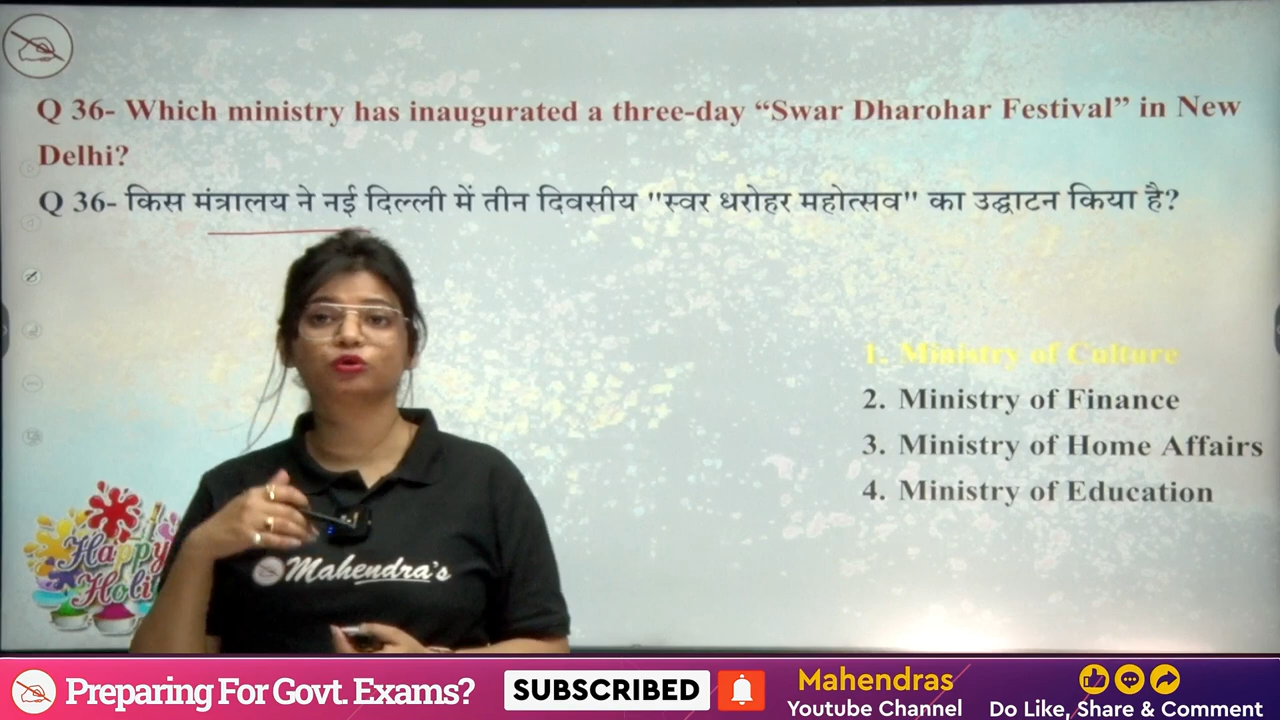 Q 36- Which ministry has inaugurated a three-day “Swar Dharohar Festival” in New
Delhi?
Q 36- किस मंत्रालय ने नई दिल्ली में तीन दिवसीय "स्वर धरोहर महोत्सव" का उद्घाटन किया है?
1. Ministry of Culture
2. Ministry of Finance
3. Ministry of Home Affairs
4. Ministry of Education
Happy
Holi
Mahendra's
Preparing For Govt. Exams?
SUBSCRIBED
Mahendras
Youtube Channel
Do Like, Share & Comment